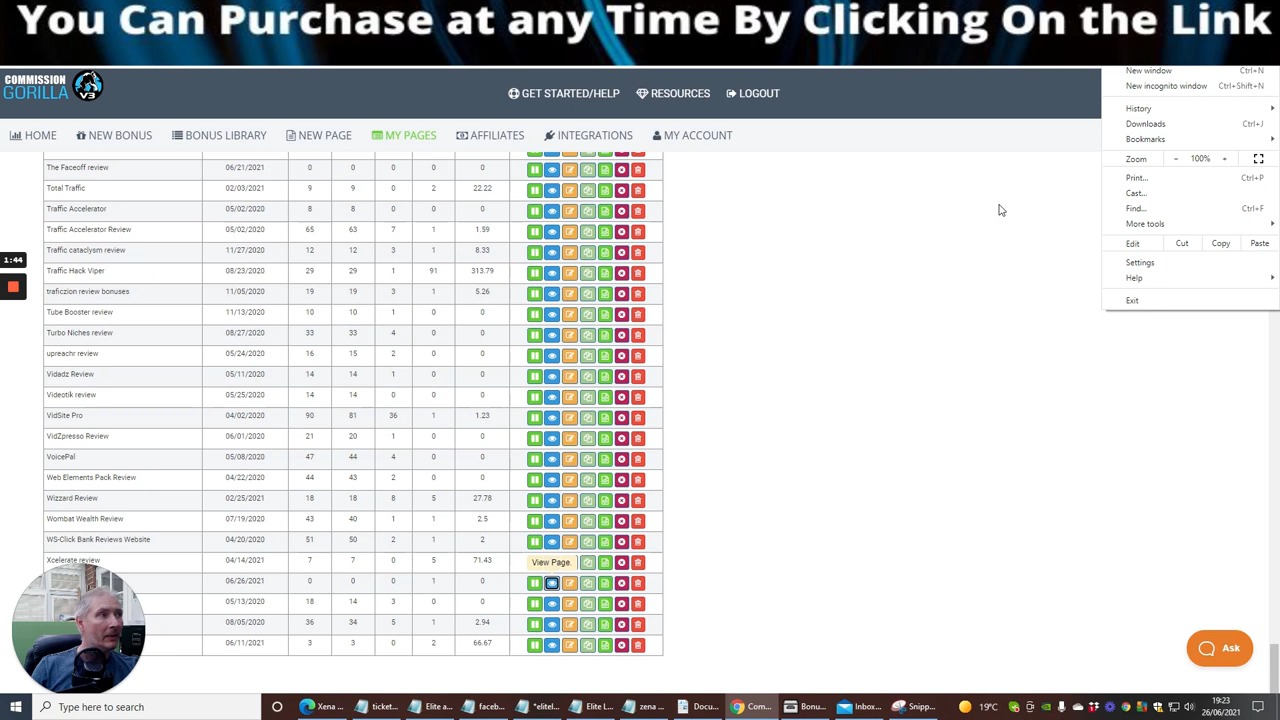 You Can Purchase at any Time By Clicking On the Link
COMMISSION
GORILLA V3
GET STARTED/HELP RESOURCES LOGOUT
HOME NEW BONUS BONUS LIBRARY NEW PAGE MY PAGES AFFILIATES INTEGRATIONS MY ACCOUNT
New window Ctrl+N
New incognito window Ctrl+Shift+N
History
Downloads Ctrl+J
Bookmarks
Zoom − 100% +
Print... Ctrl+P
Cast...
Find... Ctrl+F
More tools
Edit Cut Copy Paste
Settings
Help
Exit
1:44
The Faceoff review 06/21/2021 0 0 0 0 0
Total Traffic 02/03/2021 9 9 0 2 22.22
Traffic Accelerator 05/02/2020 8 8 0 0 0
Traffic Accelerator Review 05/02/2020 65 63 7 1 1.59
Traffic cataclysm review 11/27/2020 12 12 3 1 8.33
Traffic Hack Viper 08/23/2020 29 29 1 91 313.79
traficzion review bonuses 11/05/2020 19 19 3 1 5.26
Tube Booster review 11/13/2020 10 10 1 0 0
Turbo Niches review 08/27/2020 33 33 4 0 0
upreachr review 05/24/2020 16 15 2 0 0
Vidadz Review 05/11/2020 14 14 1 0 0
Videotik review 05/25/2020 14 14 0 0 0
VidSite Pro 04/02/2020 90 81 36 1 1.23
VidZpresso Review 06/01/2020 21 20 1 0 0
VoicePal 05/08/2020 47 44 4 0 0
Web Elements Pack Review 04/22/2020 44 43 2 0 0
Wizzard Review 02/25/2021 18 18 8 5 27.78
Wombat Wealth Review 07/19/2020 43 40 1 1 2.5
WS-Click Bank Reviews Website 04/20/2020 51 50 2 1 2
Xcelerate review 04/14/2021 7 7 0 5 71.43
View Page.
06/26/2021 0 0 0 1 0
05/13/2020 18 14 3 0 0
08/05/2020 36 34 5 1 2.94
06/11/2021 3 3 0 2 66.67
Ask
Type here to search
Xena ... ticket... Elite a... faceb... *elitel... Elite L... zena ... Docu... Com... Bonu... Inbox... Snipp...
19°C
19:23
26/06/2021